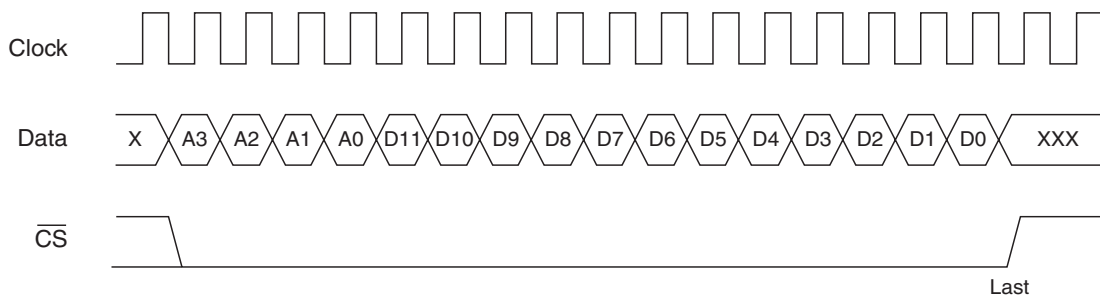 Clock
Data X A3 A2 A1 A0 D11 D10 D9 D8 D7 D6 D5 D4 D3 D2 D1 D0 XXX
CS
Last